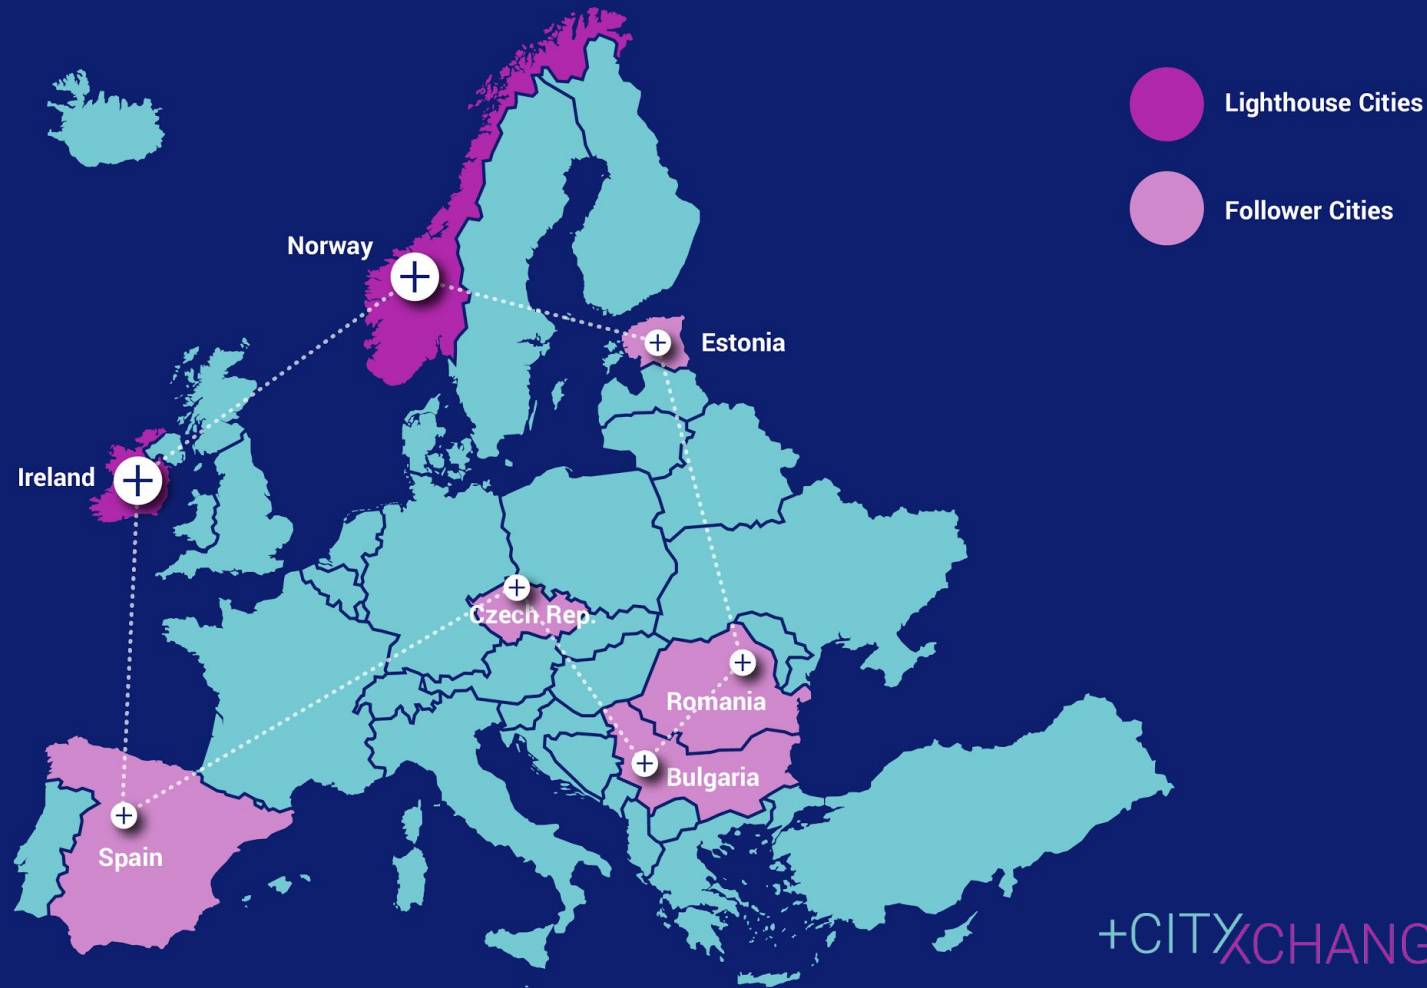 Lighthouse Cities
Follower Cities
Norway
Estonia
Ireland
Czech Rep.
Romania
Bulgaria
Spain
+CITYXCHANG